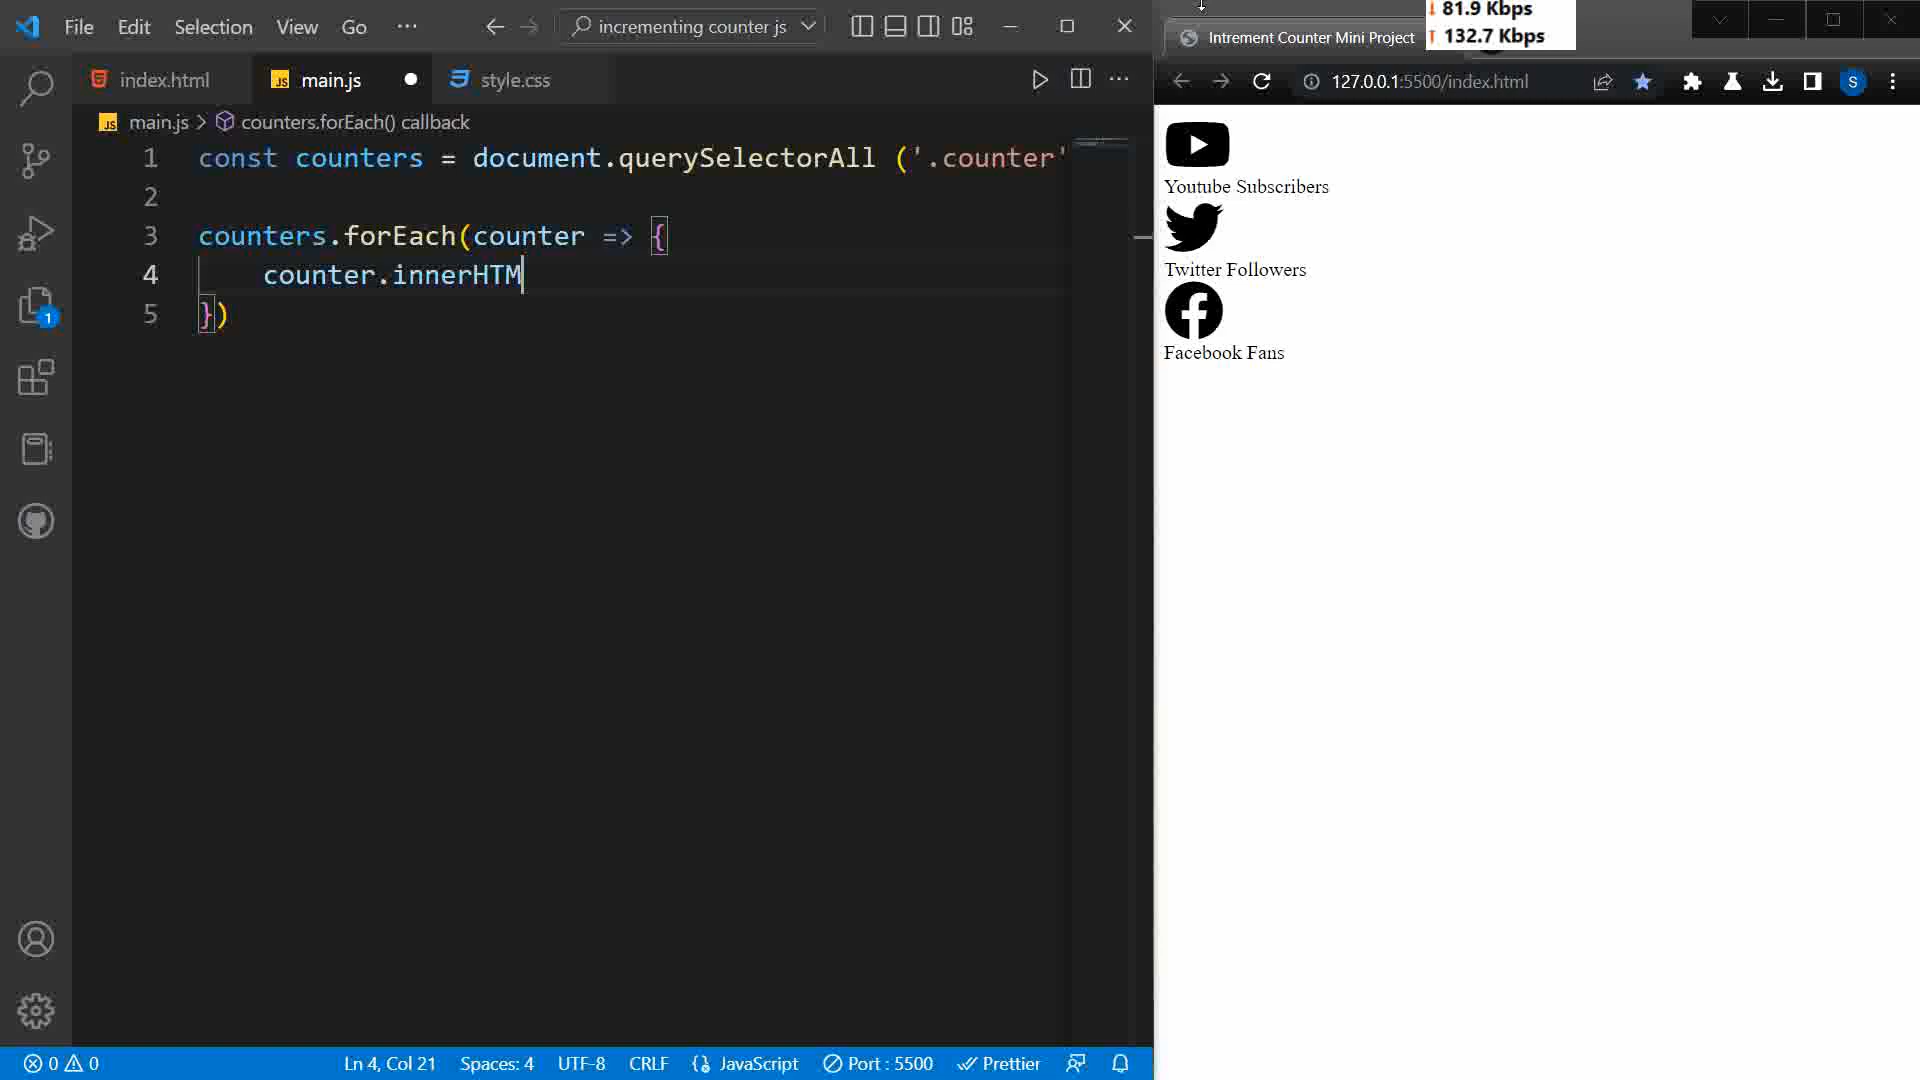 File Edit Selection View Go ··· incrementing counter js
index.html main.js style.css
main.js > counters.forEach() callback
1 const counters = document.querySelectorAll ('.counter'
2
3 counters.forEach(counter => {
4 counter.innerHTM
5 })
1
0 0 Ln 4, Col 21 Spaces: 4 UTF-8 CRLF JavaScript Port : 5500 Prettier
81.9 Kbps
132.7 Kbps
Intrement Counter Mini Project
127.0.0.1:5500/index.html S
Youtube Subscribers
Twitter Followers
Facebook Fans